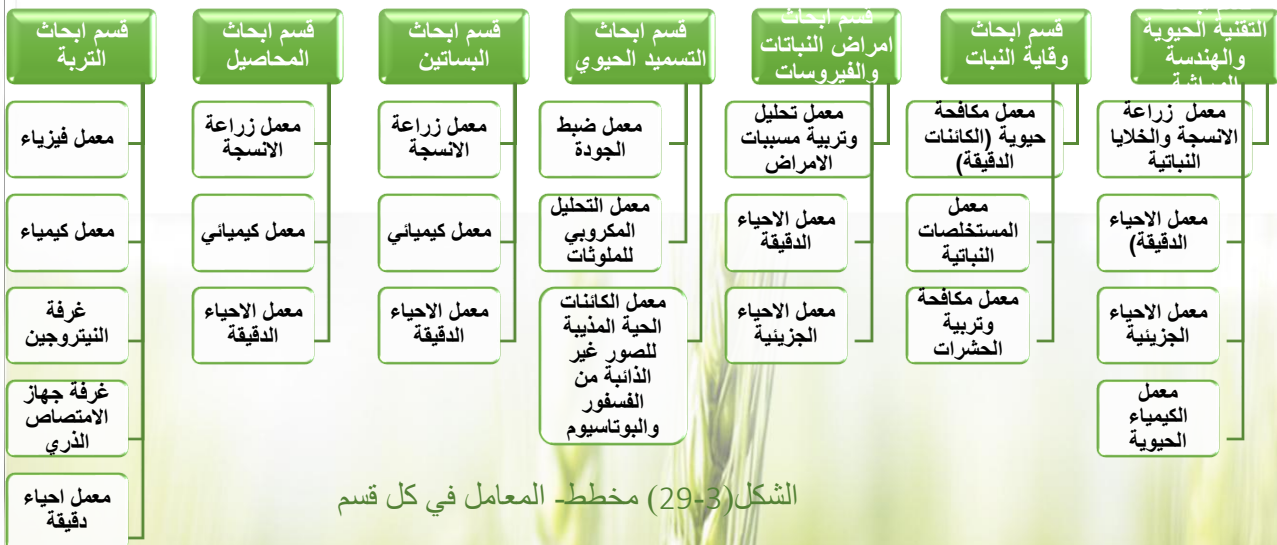 التقنية الحيوية
والهندسة
معمل زراعة
الانسجة والخلايا
النباتية
معمل الاحياء
الدقيقة)
معمل الاحياء
الجزيئية
معمل
الكيمياء
الحيوية
قسم ابحاث
وقاية النبات
معمل مكافحة
حيوية (الكائنات
الدقيقة)
معمل
المستخلصات
النباتية
معمل مكافحة
وتربية
الحشرات
قسم ابحاث
امراض النباتات
والفيروسات
معمل تحليل
وتربية مسببات
الامراض
معمل الاحياء
الدقيقة
معمل الاحياء
الجزيئية
قسم ابحاث
التسميد الحيوي
معمل ضبط
الجودة
معمل التحليل
المكروبي
للملوثات
معمل الكائنات
الحية المذيبة
للصور غير
الذائبة من
الفسفور
والبوتاسيوم
قسم ابحاث
البساتين
معمل زراعة
الانسجة
معمل كيميائي
معمل الاحياء
الدقيقة
قسم ابحاث
المحاصيل
معمل زراعة
الانسجة
معمل كيميائي
معمل الاحياء
الدقيقة
قسم ابحاث
التربة
معمل فيزياء
معمل كيمياء
غرفة
النيتروجين
غرفة جهاز
الامتصاص
الذري
معمل احياء
دقيقة
الشكل(3-29) مخطط- المعامل في كل قسم